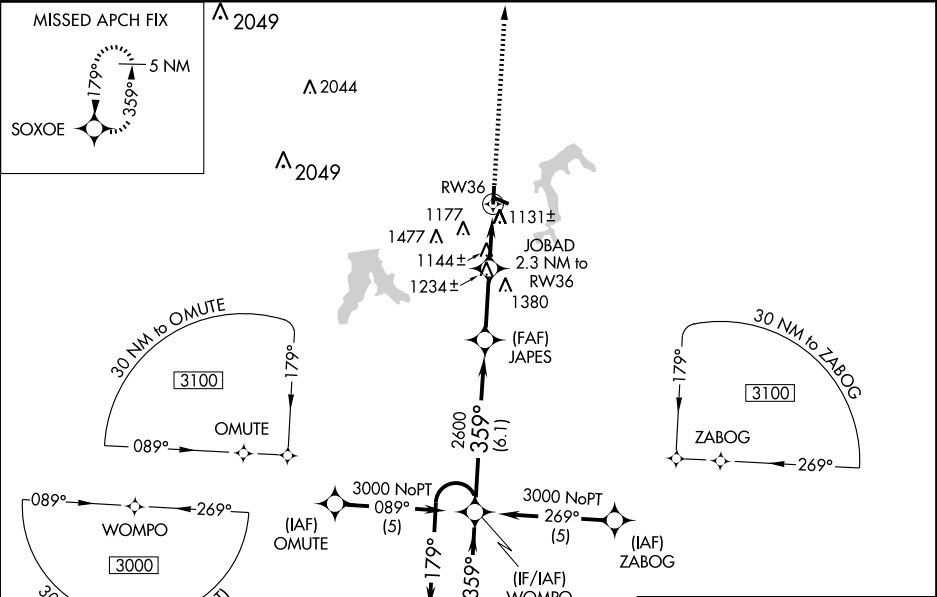 MISSED APCH FIX
5 NM
179°
359°
SOXOE
2049
2044
2049
RW36
1131±
1177
1477
1144±
1234±
JOBAD
2.3 NM to
RW36
1380
(FAF)
JAPES
30 NM to OMUTE
3100
179°
OMUTE
089°
30 NM to ZABOG
3100
179°
ZABOG
269°
2600
359°
(6.1)
089°
269°
WOMPO
3000
3000 NoPT
089°
(5)
(IAF)
OMUTE
3000 NoPT
269°
(5)
(IAF)
ZABOG
179°
359°
(IF/IAF)
WOMPO